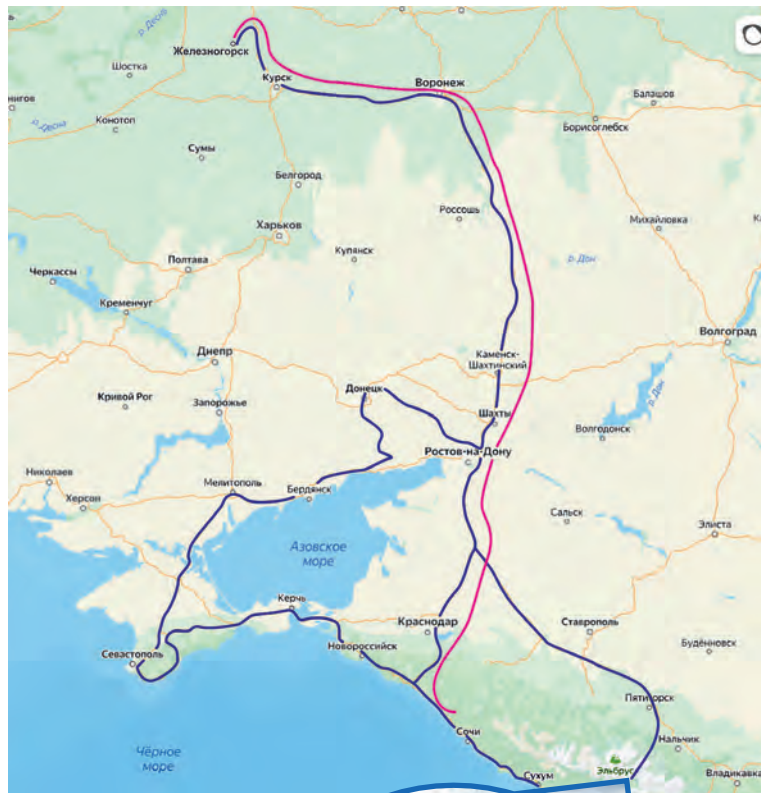 р. Десна
Железногорск
Шостка
Курск
Воронеж
Балашов
нигов
Конотоп
Борисоглебск
р. Десна
Сумы
Белгород
Россошь
Михайловка
Харьков
Купянск
р. Дон
Полтава
Черкассы
Кременчуг
Волгоград
Днепр
Каменск-
Шахтинский
Донецк
Кривой Рог
Запорожье
Шахты
р. Дон
Волгодонск
Ростов-на-Дону
Николаев
Мелитополь
Бердянск
Херсон
Сальск
Элиста
Азовское
море
Керчь
Краснодар
Ставрополь
Будённовск
Севастополь
Новороссийск
Пятигорск
Сочи
Нальчик
Чёрное
море
Сухум
Эльбрус
Владикавка